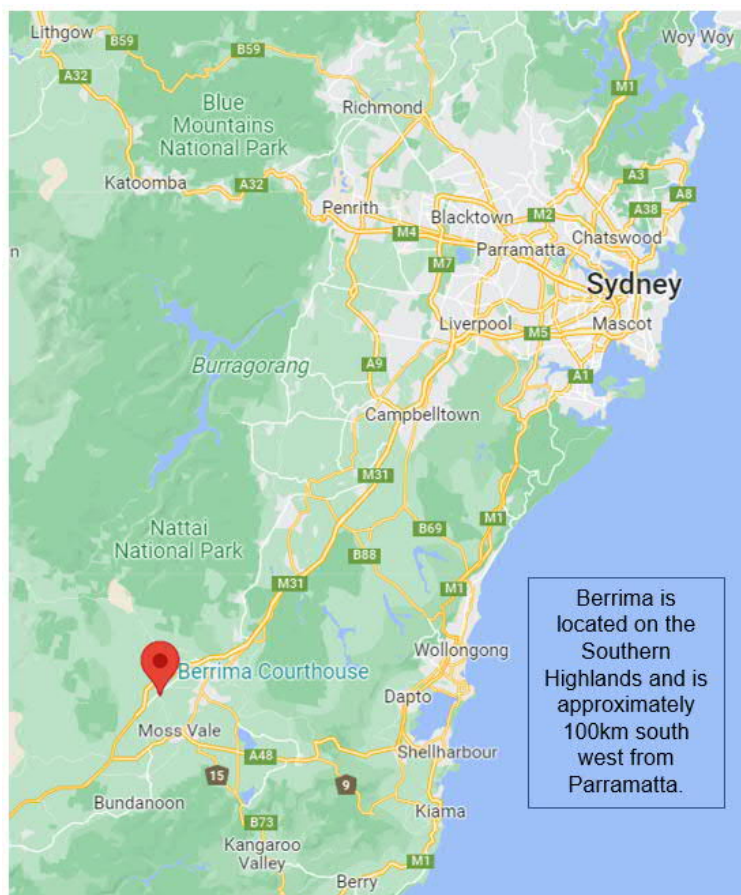 Lithgow
B59
B59
Woy Woy
A32
M1
Blue
Mountains
National Park
Richmond
Katoomba
A32
A3
A8
Penrith
Blacktown
M2
A38
M4
Parramatta
Chatswood
n
M7
Sydney
Liverpool
M5
Mascot
Burragorang
A9
A1
Campbelltown
M31
Nattai
National Park
M1
B69
B88
M31
M1
Berrima is
located on the
Southern
Highlands and is
approximately
100km south
west from
Parramatta.
Wollongong
Berrima Courthouse
Dapto
Moss Vale
A48
Shellharbour
15
9
Bundanoon
Kiama
B73
Kangaroo
Valley
M1
Berry